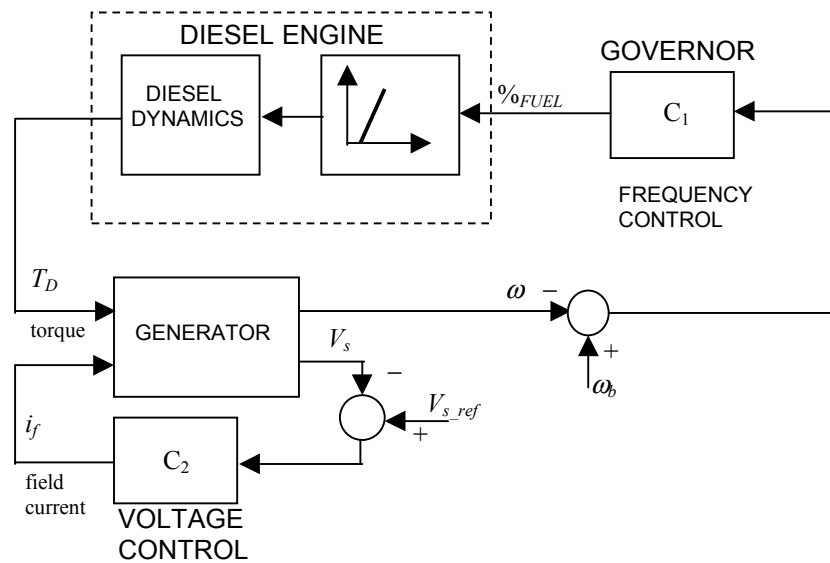 DIESEL ENGINE
DIESEL
DYNAMICS
%FUEL
GOVERNOR
C1
FREQUENCY
CONTROL
TD
torque
GENERATOR
ω
−
+
ωb
Vs
−
Vs_ref
+
if
field
current
C2
VOLTAGE
CONTROL